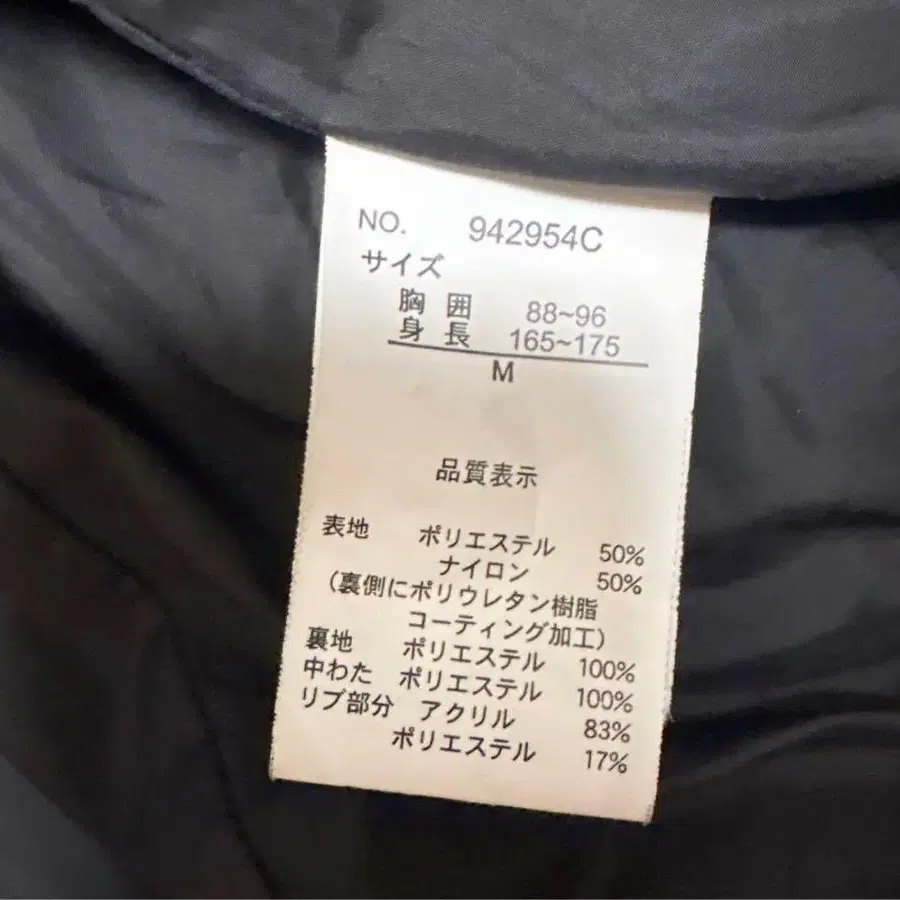 NO. 942954C
サイズ
胸 囲 88~96
身 長 165~175
M
品質表示
表地 ポリエステル 50%
ナイロン 50%
(裏側にポリウレタン樹脂
コーティング加工)
裏地 ポリエステル 100%
中わた ポリエステル 100%
リブ部分 アクリル 83%
ポリエステル 17%